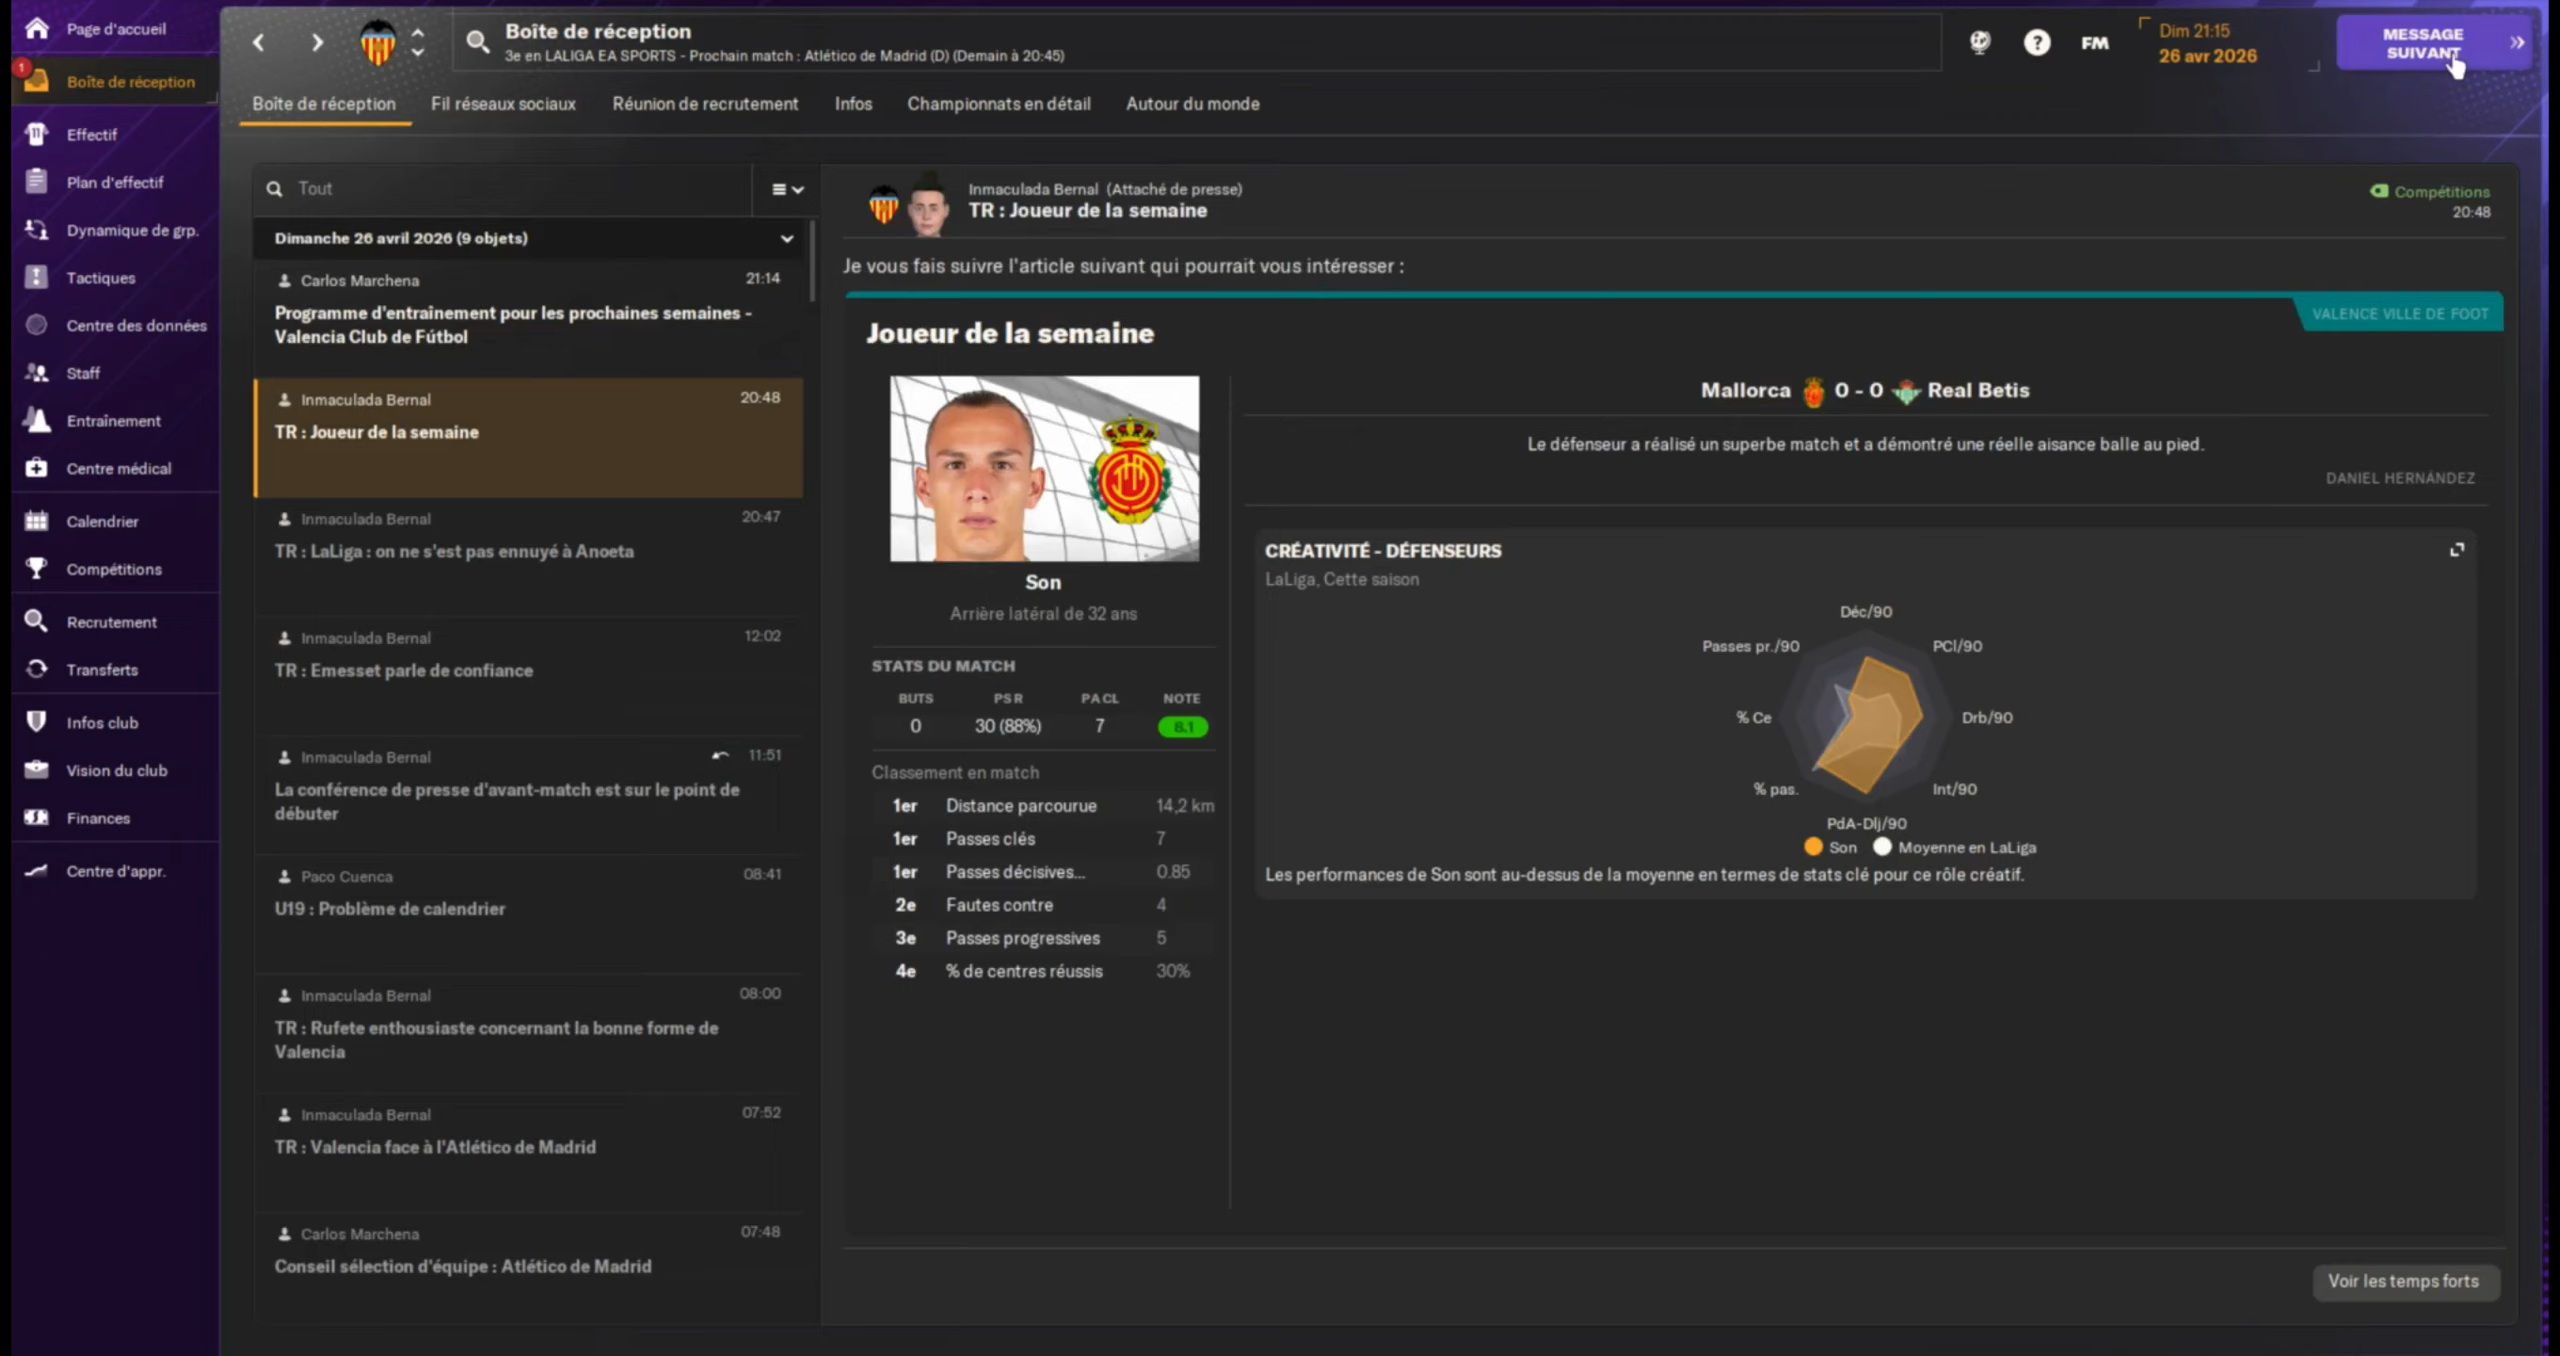 Page d'accueil
1
Boîte de réception
Effectif
Plan d'effectif
Dynamique de grp.
Tactiques
Centre des données
Staff
Entraînement
Centre médical
Calendrier
Compétitions
Recrutement
Transferts
Infos club
Vision du club
Finances
Centre d'appr.
Boîte de réception
3e en LALIGA EA SPORTS - Prochain match : Atlético de Madrid (D) (Demain à 20:45)
?
FM
Dim 21:15
26 avr 2026
MESSAGE
SUIVANT
Boîte de réception
Fil réseaux sociaux
Réunion de recrutement
Infos
Championnats en détail
Autour du monde
Tout
Dimanche 26 avril 2026 (9 objets)
Carlos Marchena
21:14
Programme d'entraînement pour les prochaines semaines -
Valencia Club de Fútbol
Inmaculada Bernal
20:48
TR : Joueur de la semaine
Inmaculada Bernal
20:47
TR : LaLiga : on ne s'est pas ennuyé à Anoeta
Inmaculada Bernal
12:02
TR : Emesset parle de confiance
Inmaculada Bernal
11:51
La conférence de presse d'avant-match est sur le point de
débuter
Paco Cuenca
08:41
U19 : Problème de calendrier
Inmaculada Bernal
08:00
TR : Rufete enthousiaste concernant la bonne forme de
Valencia
Inmaculada Bernal
07:52
TR : Valencia face à l'Atlético de Madrid
Carlos Marchena
07:48
Conseil sélection d'équipe : Atlético de Madrid
Inmaculada Bernal (Attaché de presse)
TR : Joueur de la semaine
Compétitions
20:48
Je vous fais suivre l'article suivant qui pourrait vous intéresser :
VALENCE VILLE DE FOOT
Joueur de la semaine
Son
Arrière latéral de 32 ans
STATS DU MATCH
BUTS PSR PACL NOTE
0 30 (88%) 7 8.1
Classement en match
1er Distance parcourue 14,2 km
1er Passes clés 7
1er Passes décisives... 0.85
2e Fautes contre 4
3e Passes progressives 5
4e % de centres réussis 30%
Mallorca 0 - 0 Real Betis
Le défenseur a réalisé un superbe match et a démontré une réelle aisance balle au pied.
DANIEL HERNÁNDEZ
CRÉATIVITÉ - DÉFENSEURS
LaLiga, Cette saison
Déc/90
Passes pr./90
PCl/90
% Ce
Drb/90
% pas.
Int/90
PdA-Dlj/90
Son
Moyenne en LaLiga
Les performances de Son sont au-dessus de la moyenne en termes de stats clé pour ce rôle créatif.
Voir les temps forts